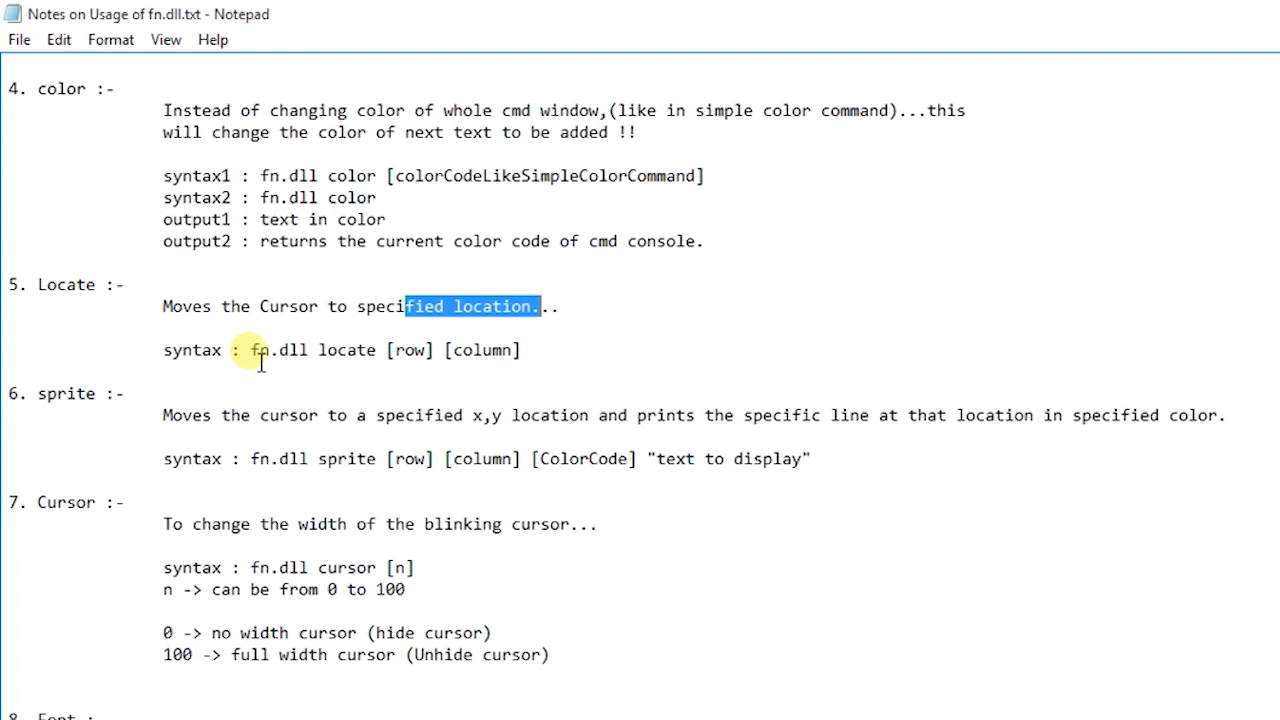 Notes on Usage of fn.dll.txt - Notepad
File Edit Format View Help
4. color :-
Instead of changing color of whole cmd window,(like in simple color command)...this
will change the color of next text to be added !!
syntax1 : fn.dll color [colorCodeLikeSimpleColorCommand]
syntax2 : fn.dll color
output1 : text in color
output2 : returns the current color code of cmd console.
5. Locate :-
Moves the Cursor to specified location...
syntax : fn.dll locate [row] [column]
6. sprite :-
Moves the cursor to a specified x,y location and prints the specific line at that location in specified color.
syntax : fn.dll sprite [row] [column] [ColorCode] "text to display"
7. Cursor :-
To change the width of the blinking cursor...
syntax : fn.dll cursor [n]
n -> can be from 0 to 100
0 -> no width cursor (hide cursor)
100 -> full width cursor (Unhide cursor)
8. Font :-